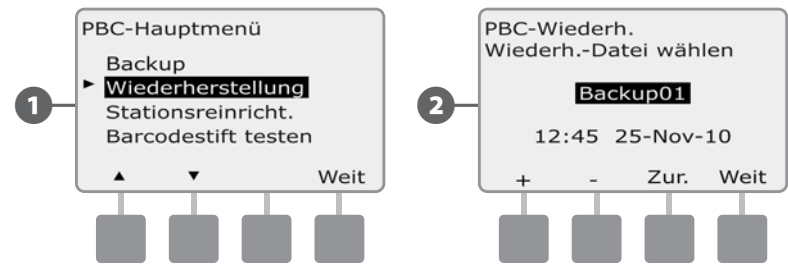 1
PBC-Hauptmenü
Backup
► Wiederherstellung
Stationsreinricht.
Barcodestift testen
▲ ▼ Weit
2
PBC-Wiederh.
Wiederh.-Datei wählen
Backup01
12:45 25-Nov-10
+ - Zur. Weit